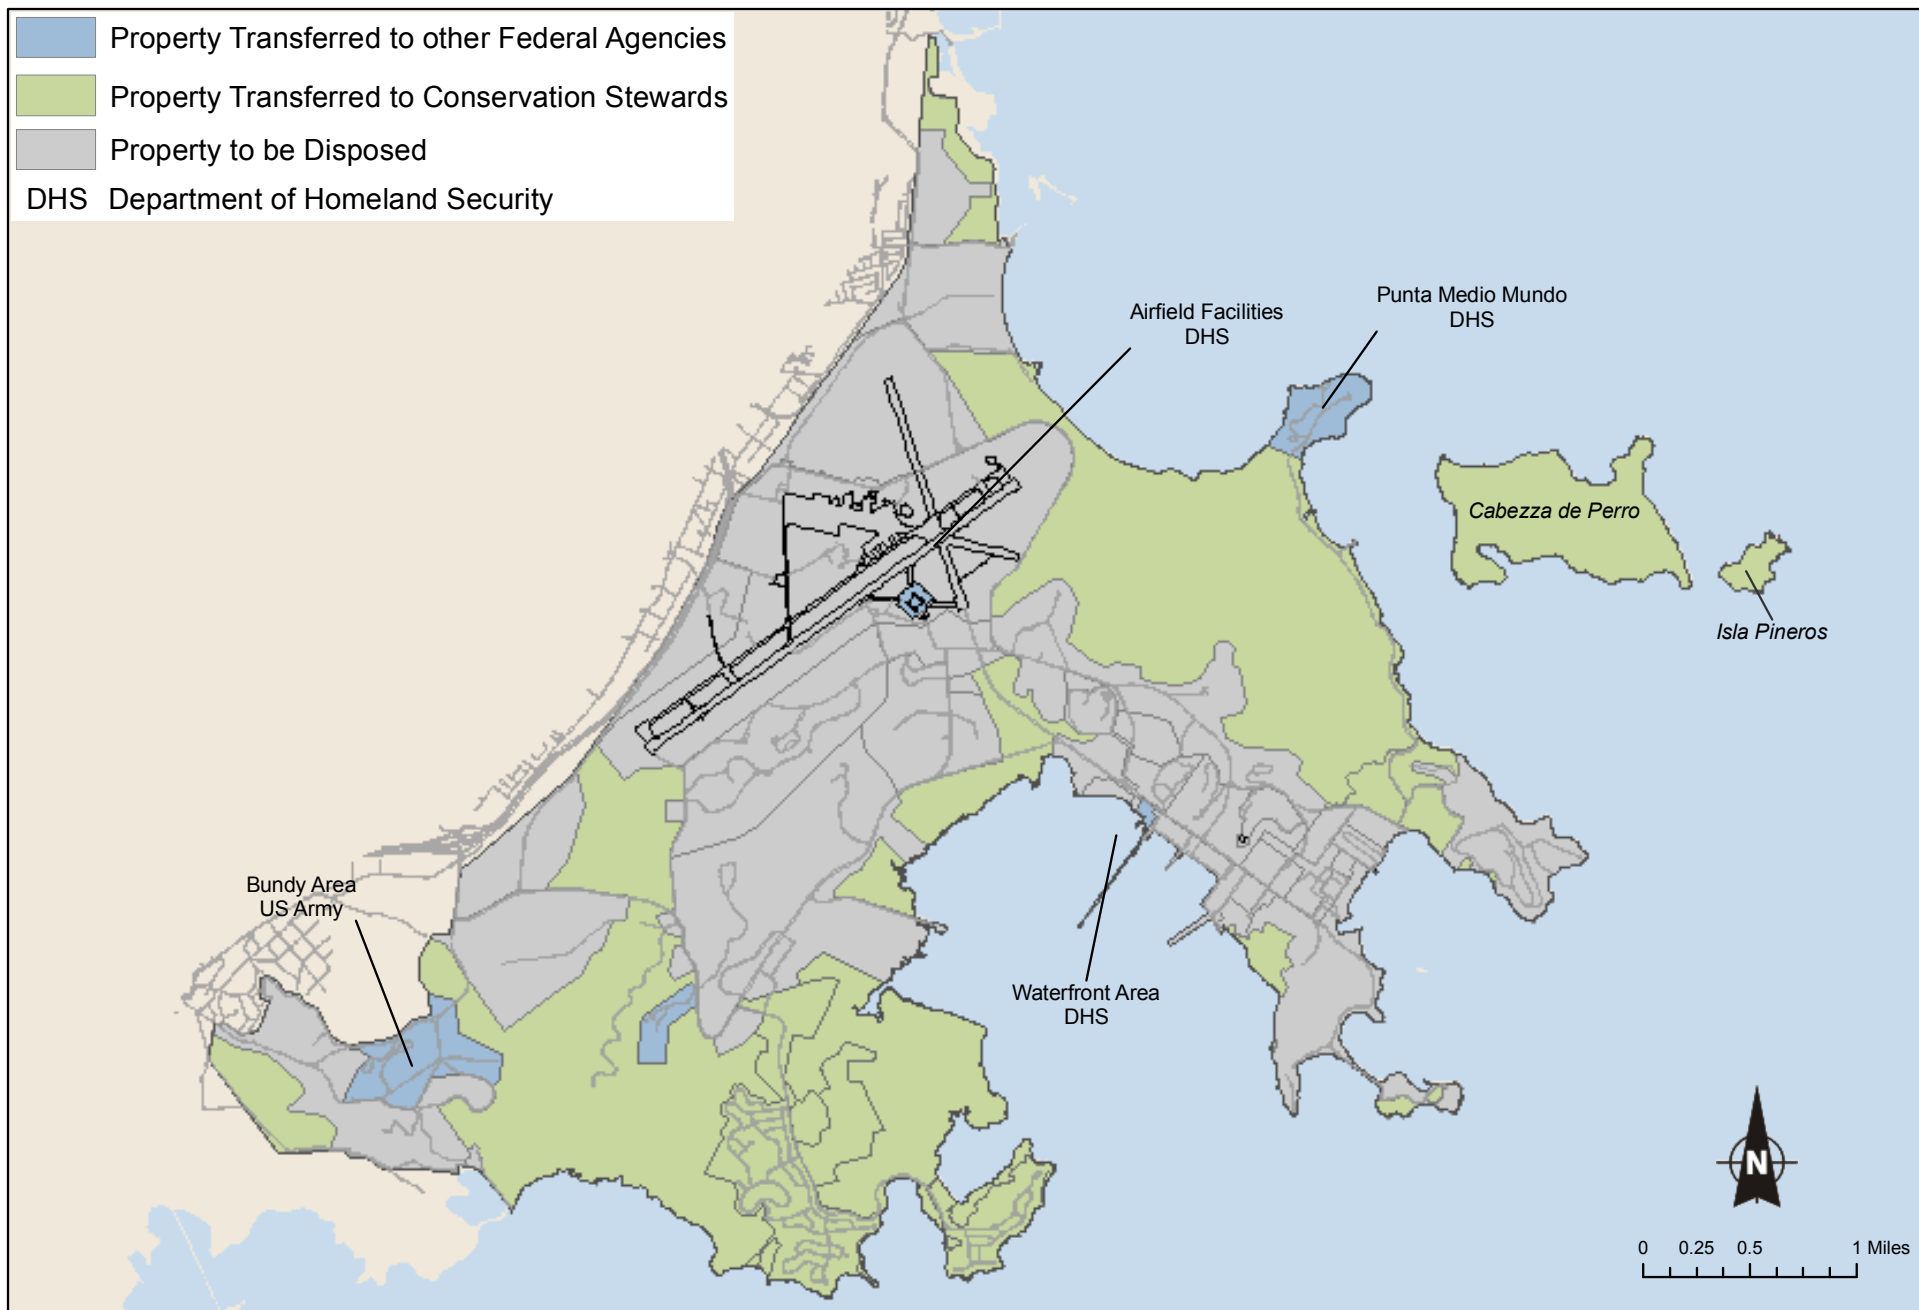 Property Transferred to other Federal Agencies
Property Transferred to Conservation Stewards
Property to be Disposed
DHS Department of Homeland Security
Airfield Facilities
DHS
Punta Medio Mundo
DHS
Cabezza de Perro
Isla Pineros
Bundy Area
US Army
Waterfront Area
DHS
N
0 0.25 0.5 1 Miles